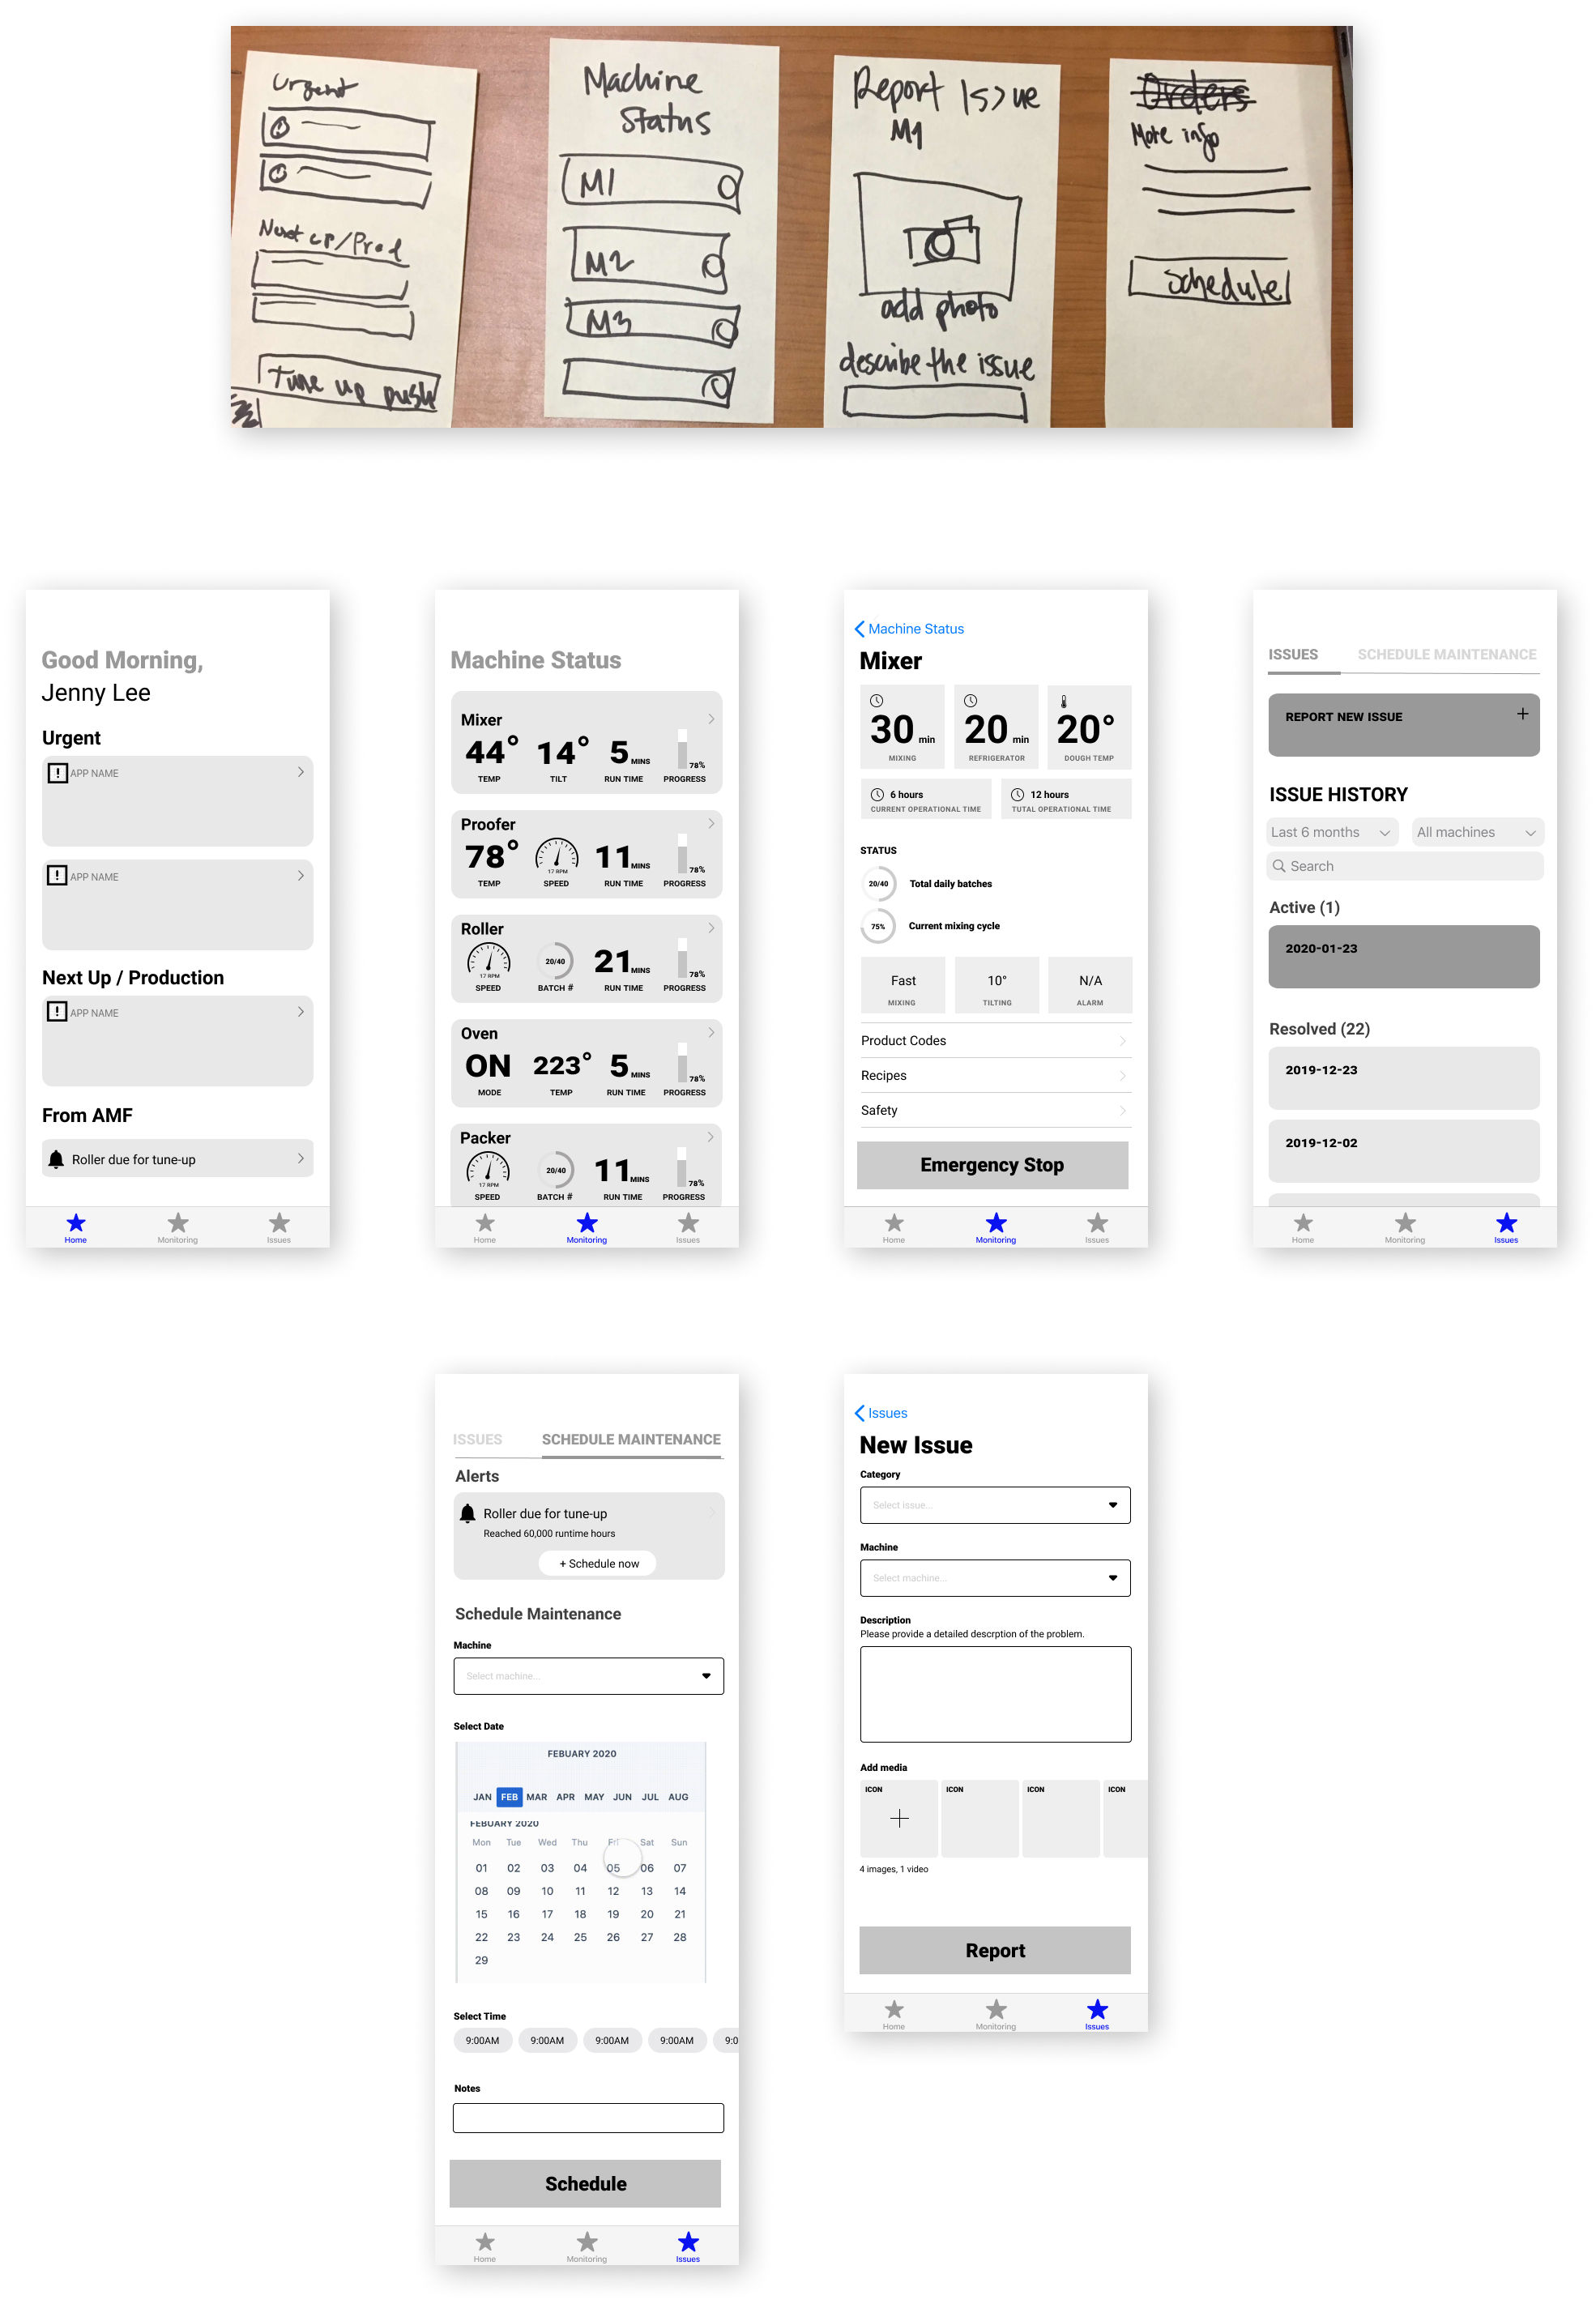 Urgent
Next up/Prod
Tune up push
Machine
Status
M1
M2
M3
Report Issue
M1
add photo
describe the issue
Orders
More info
Schedule
Good Morning,
Jenny Lee
Urgent
APP NAME
APP NAME
Next Up / Production
APP NAME
From AMF
Roller due for tune-up
Home Monitoring Issues
Machine Status
Mixer
44° 14° 5 MINS 78%
TEMP TILT RUN TIME PROGRESS
Proofer
78° 17 RPM 11 MINS 78%
TEMP SPEED RUN TIME PROGRESS
Roller
17 RPM 20/40 21 MINS 78%
SPEED BATCH # RUN TIME PROGRESS
Oven
ON 223° 5 MINS 78%
MODE TEMP RUN TIME PROGRESS
Packer
17 RPM 20/40 11 MINS 78%
SPEED BATCH # RUN TIME PROGRESS
Home Monitoring Issues
Machine Status
Mixer
30 min 20 min 20°
MIXING REFRIGERATOR DOUGH TEMP
6 hours 12 hours
CURRENT OPERATIONAL TIME TUTAL OPERATIONAL TIME
STATUS
20/40 Total daily batches
75% Current mixing cycle
Fast 10° N/A
MIXING TILTING ALARM
Product Codes
Recipes
Safety
Emergency Stop
Home Monitoring Issues
ISSUES SCHEDULE MAINTENANCE
REPORT NEW ISSUE +
ISSUE HISTORY
Last 6 months All machines
Search
Active (1)
2020-01-23
Resolved (22)
2019-12-23
2019-12-02
Home Monitoring Issues
ISSUES SCHEDULE MAINTENANCE
Alerts
Roller due for tune-up
Reached 60,000 runtime hours
+ Schedule now
Schedule Maintenance
Machine
Select machine...
Select Date
FEBUARY 2020
JAN FEB MAR APR MAY JUN JUL AUG
FEBUARY 2020
Mon Tue Wed Thu Fri Sat Sun
01 02 03 04 05 06 07
08 09 10 11 12 13 14
15 16 17 18 19 20 21
22 23 24 25 26 27 28
29
Select Time
9:00AM 9:00AM 9:00AM 9:00AM 9:0
Notes
Schedule
Home Monitoring Issues
Issues
New Issue
Category
Select issue...
Machine
Select machine...
Description
Please provide a detailed descrption of the problem.
Add media
ICON ICON ICON ICON
4 images, 1 video
Report
Home Monitoring Issues